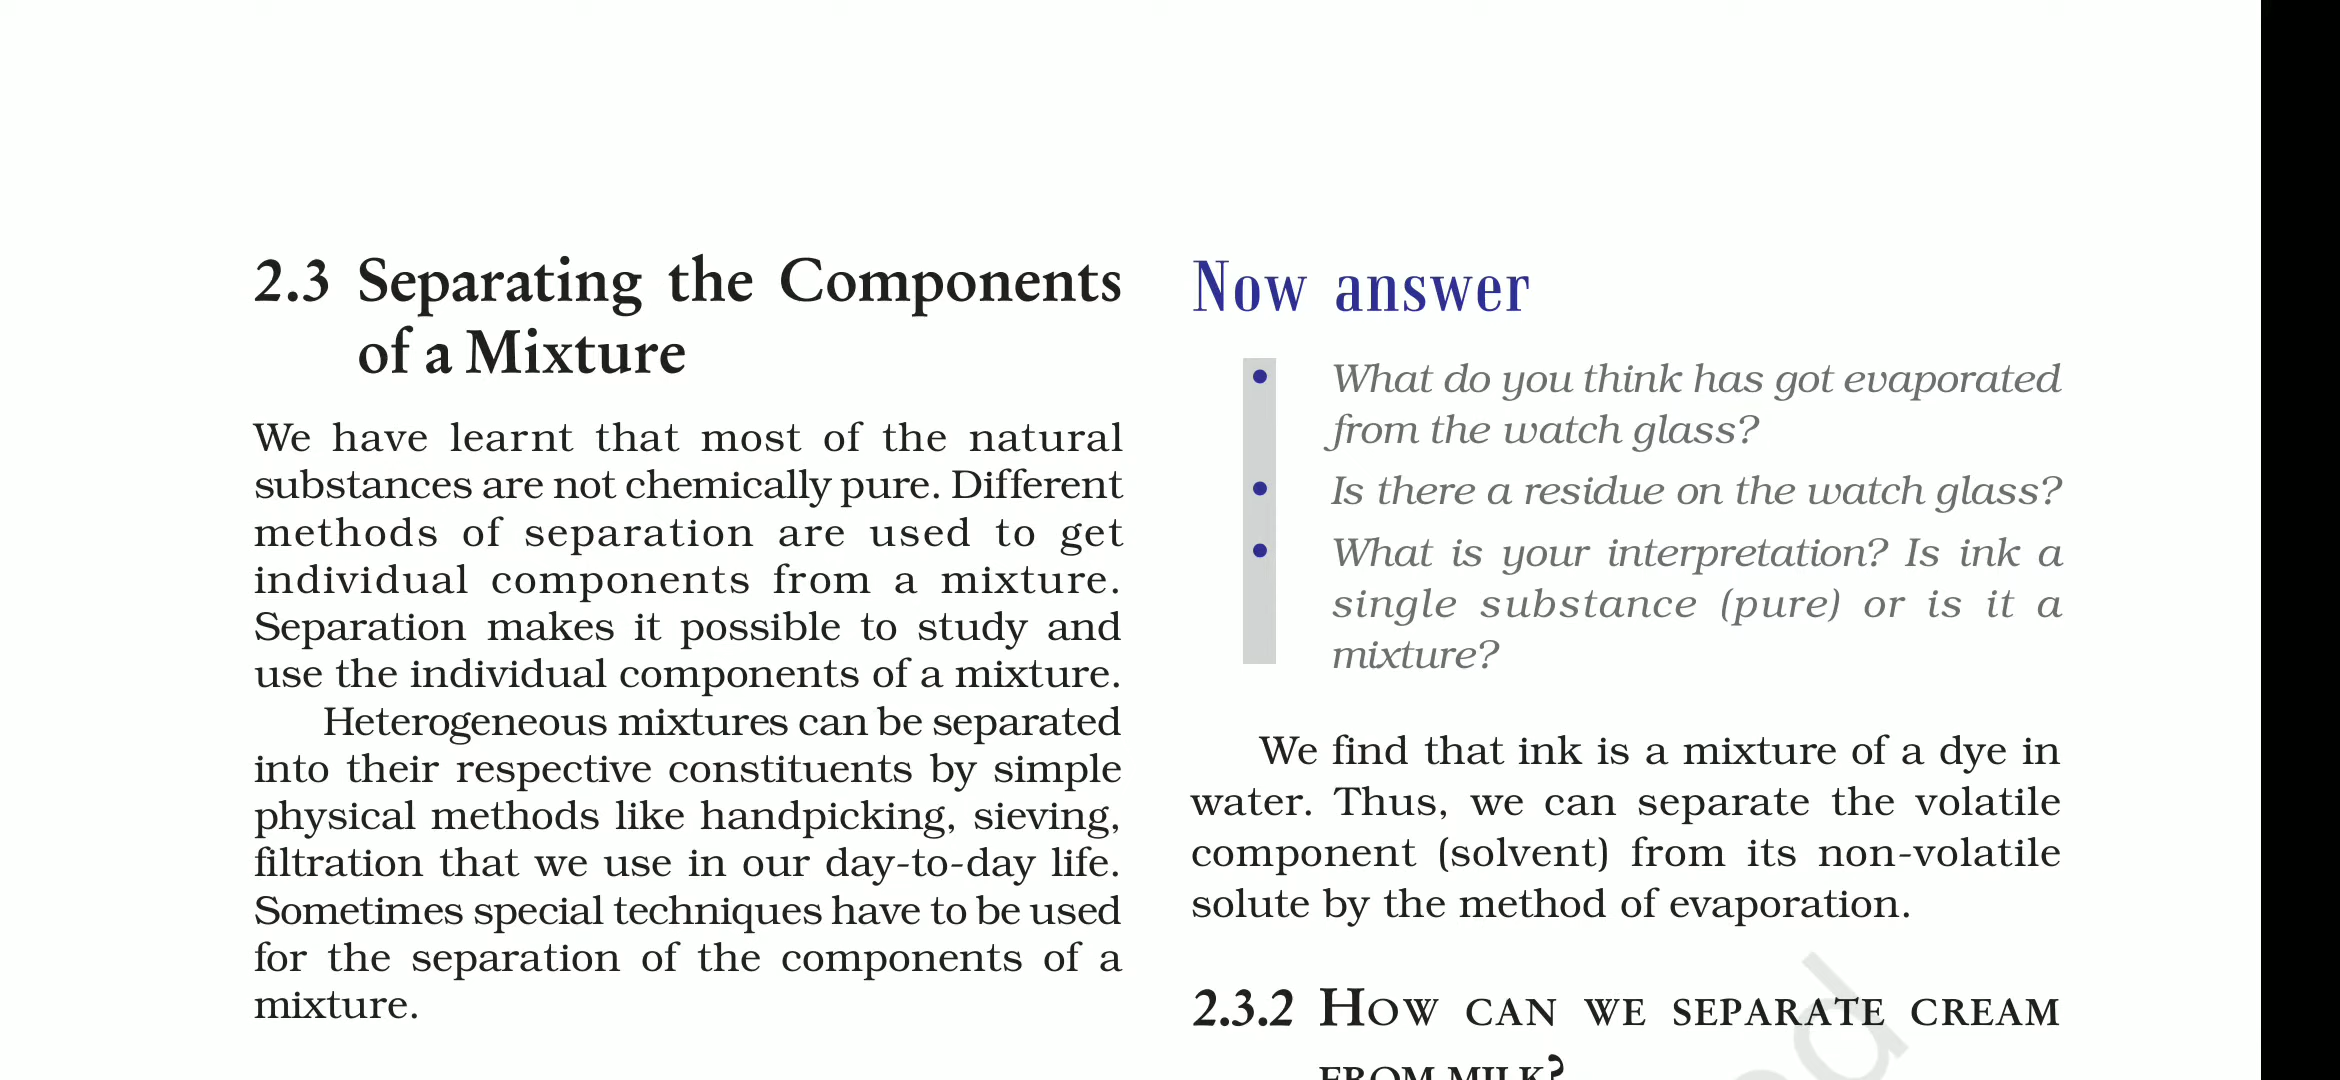 2.3 Separating the Components
of a Mixture
We have learnt that most of the natural
substances are not chemically pure. Different
methods of separation are used to get
individual components from a mixture.
Separation makes it possible to study and
use the individual components of a mixture.
Heterogeneous mixtures can be separated
into their respective constituents by simple
physical methods like handpicking, sieving,
filtration that we use in our day-to-day life.
Sometimes special techniques have to be used
for the separation of the components of a
mixture.
Now answer
• What do you think has got evaporated
from the watch glass?
• Is there a residue on the watch glass?
• What is your interpretation? Is ink a
single substance (pure) or is it a
mixture?
We find that ink is a mixture of a dye in
water. Thus, we can separate the volatile
component (solvent) from its non-volatile
solute by the method of evaporation.
2.3.2 HOW CAN WE SEPARATE CREAM
FROM MILK?